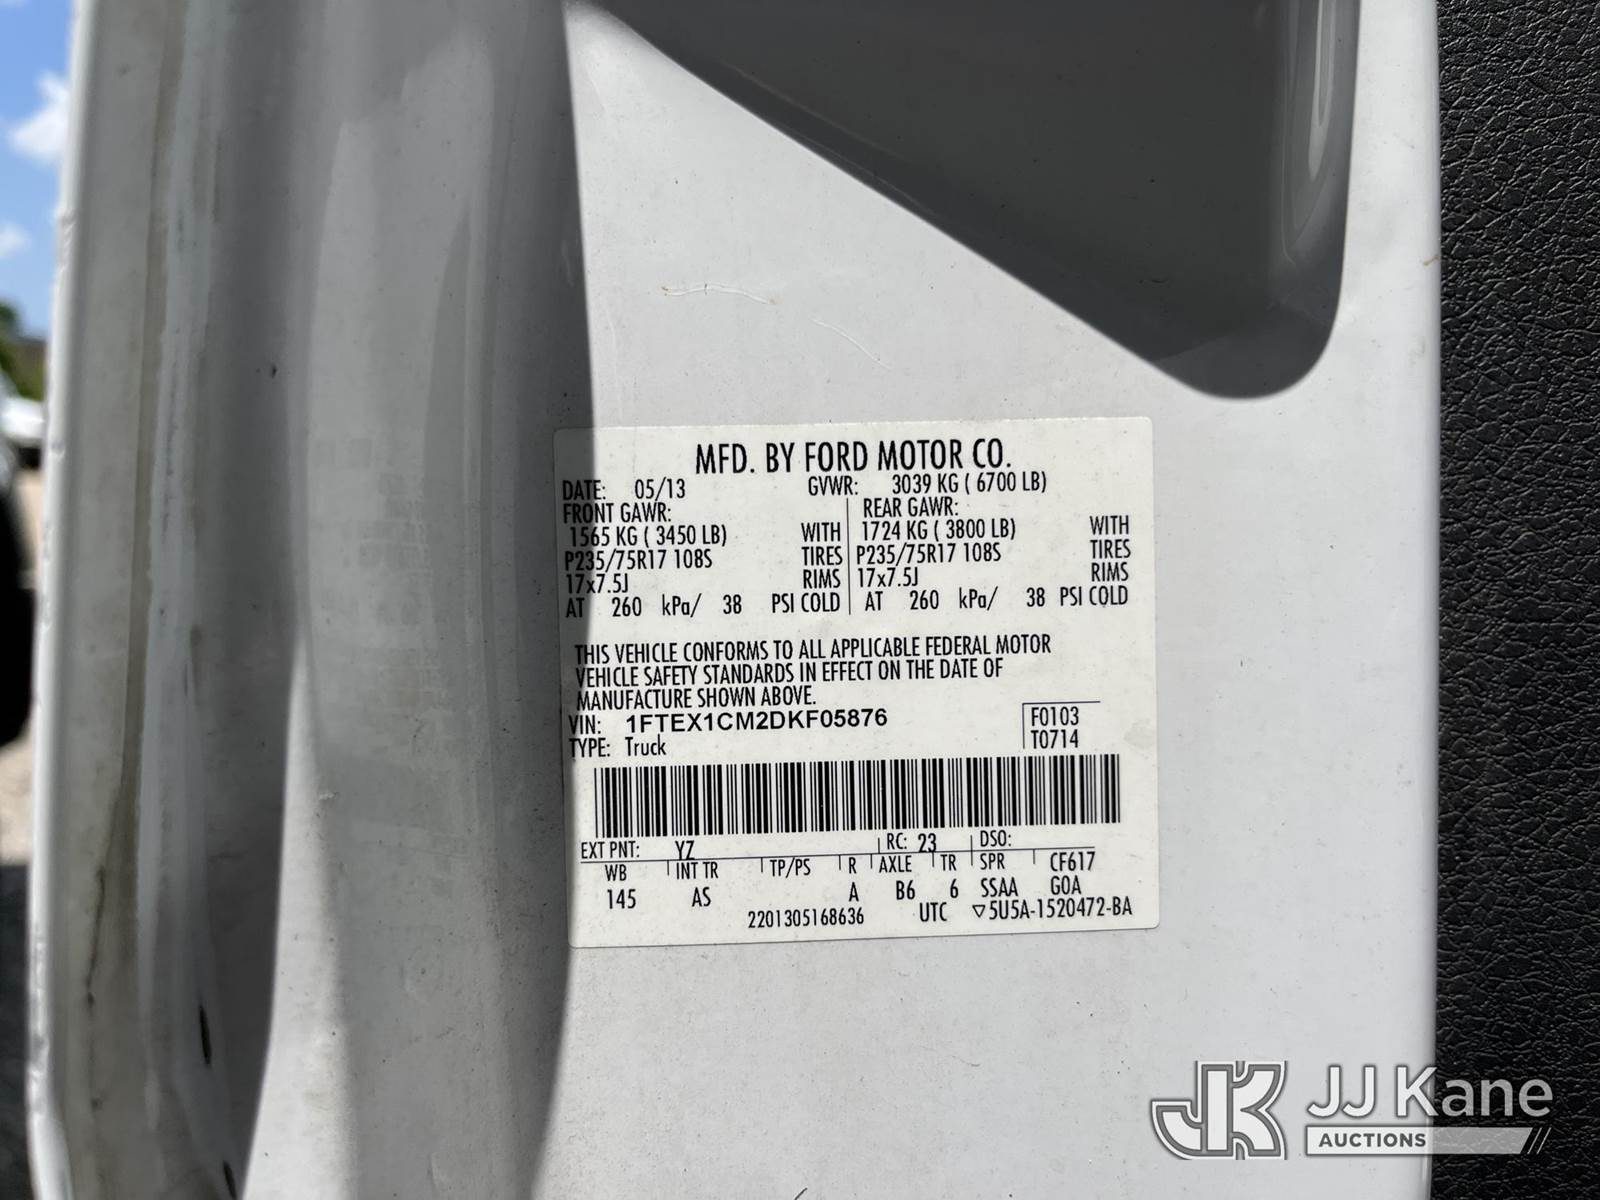 MFD. BY FORD MOTOR CO.
DATE: 05/13 GVWR: 3039 KG ( 6700 LB)
FRONT GAWR: REAR GAWR:
1565 KG ( 3450 LB) WITH 1724 KG ( 3800 LB) WITH
P235/75R17 108S TIRES P235/75R17 108S TIRES
17x7.5J RIMS 17x7.5J RIMS
AT 260 kPa/ 38 PSI COLD AT 260 kPa/ 38 PSI COLD
THIS VEHICLE CONFORMS TO ALL APPLICABLE FEDERAL MOTOR
VEHICLE SAFETY STANDARDS IN EFFECT ON THE DATE OF
MANUFACTURE SHOWN ABOVE.
VIN: 1FTEX1CM2DKF05876 F0103
TYPE: Truck T0714
EXT PNT: YZ RC: 23 DSO:
WB INT TR TP/PS R AXLE TR SPR CF617
145 AS A B6 6 SSAA GOA
2201305168636 UTC ▽5U5A-1520472-BA
JK JJ Kane
AUCTIONS